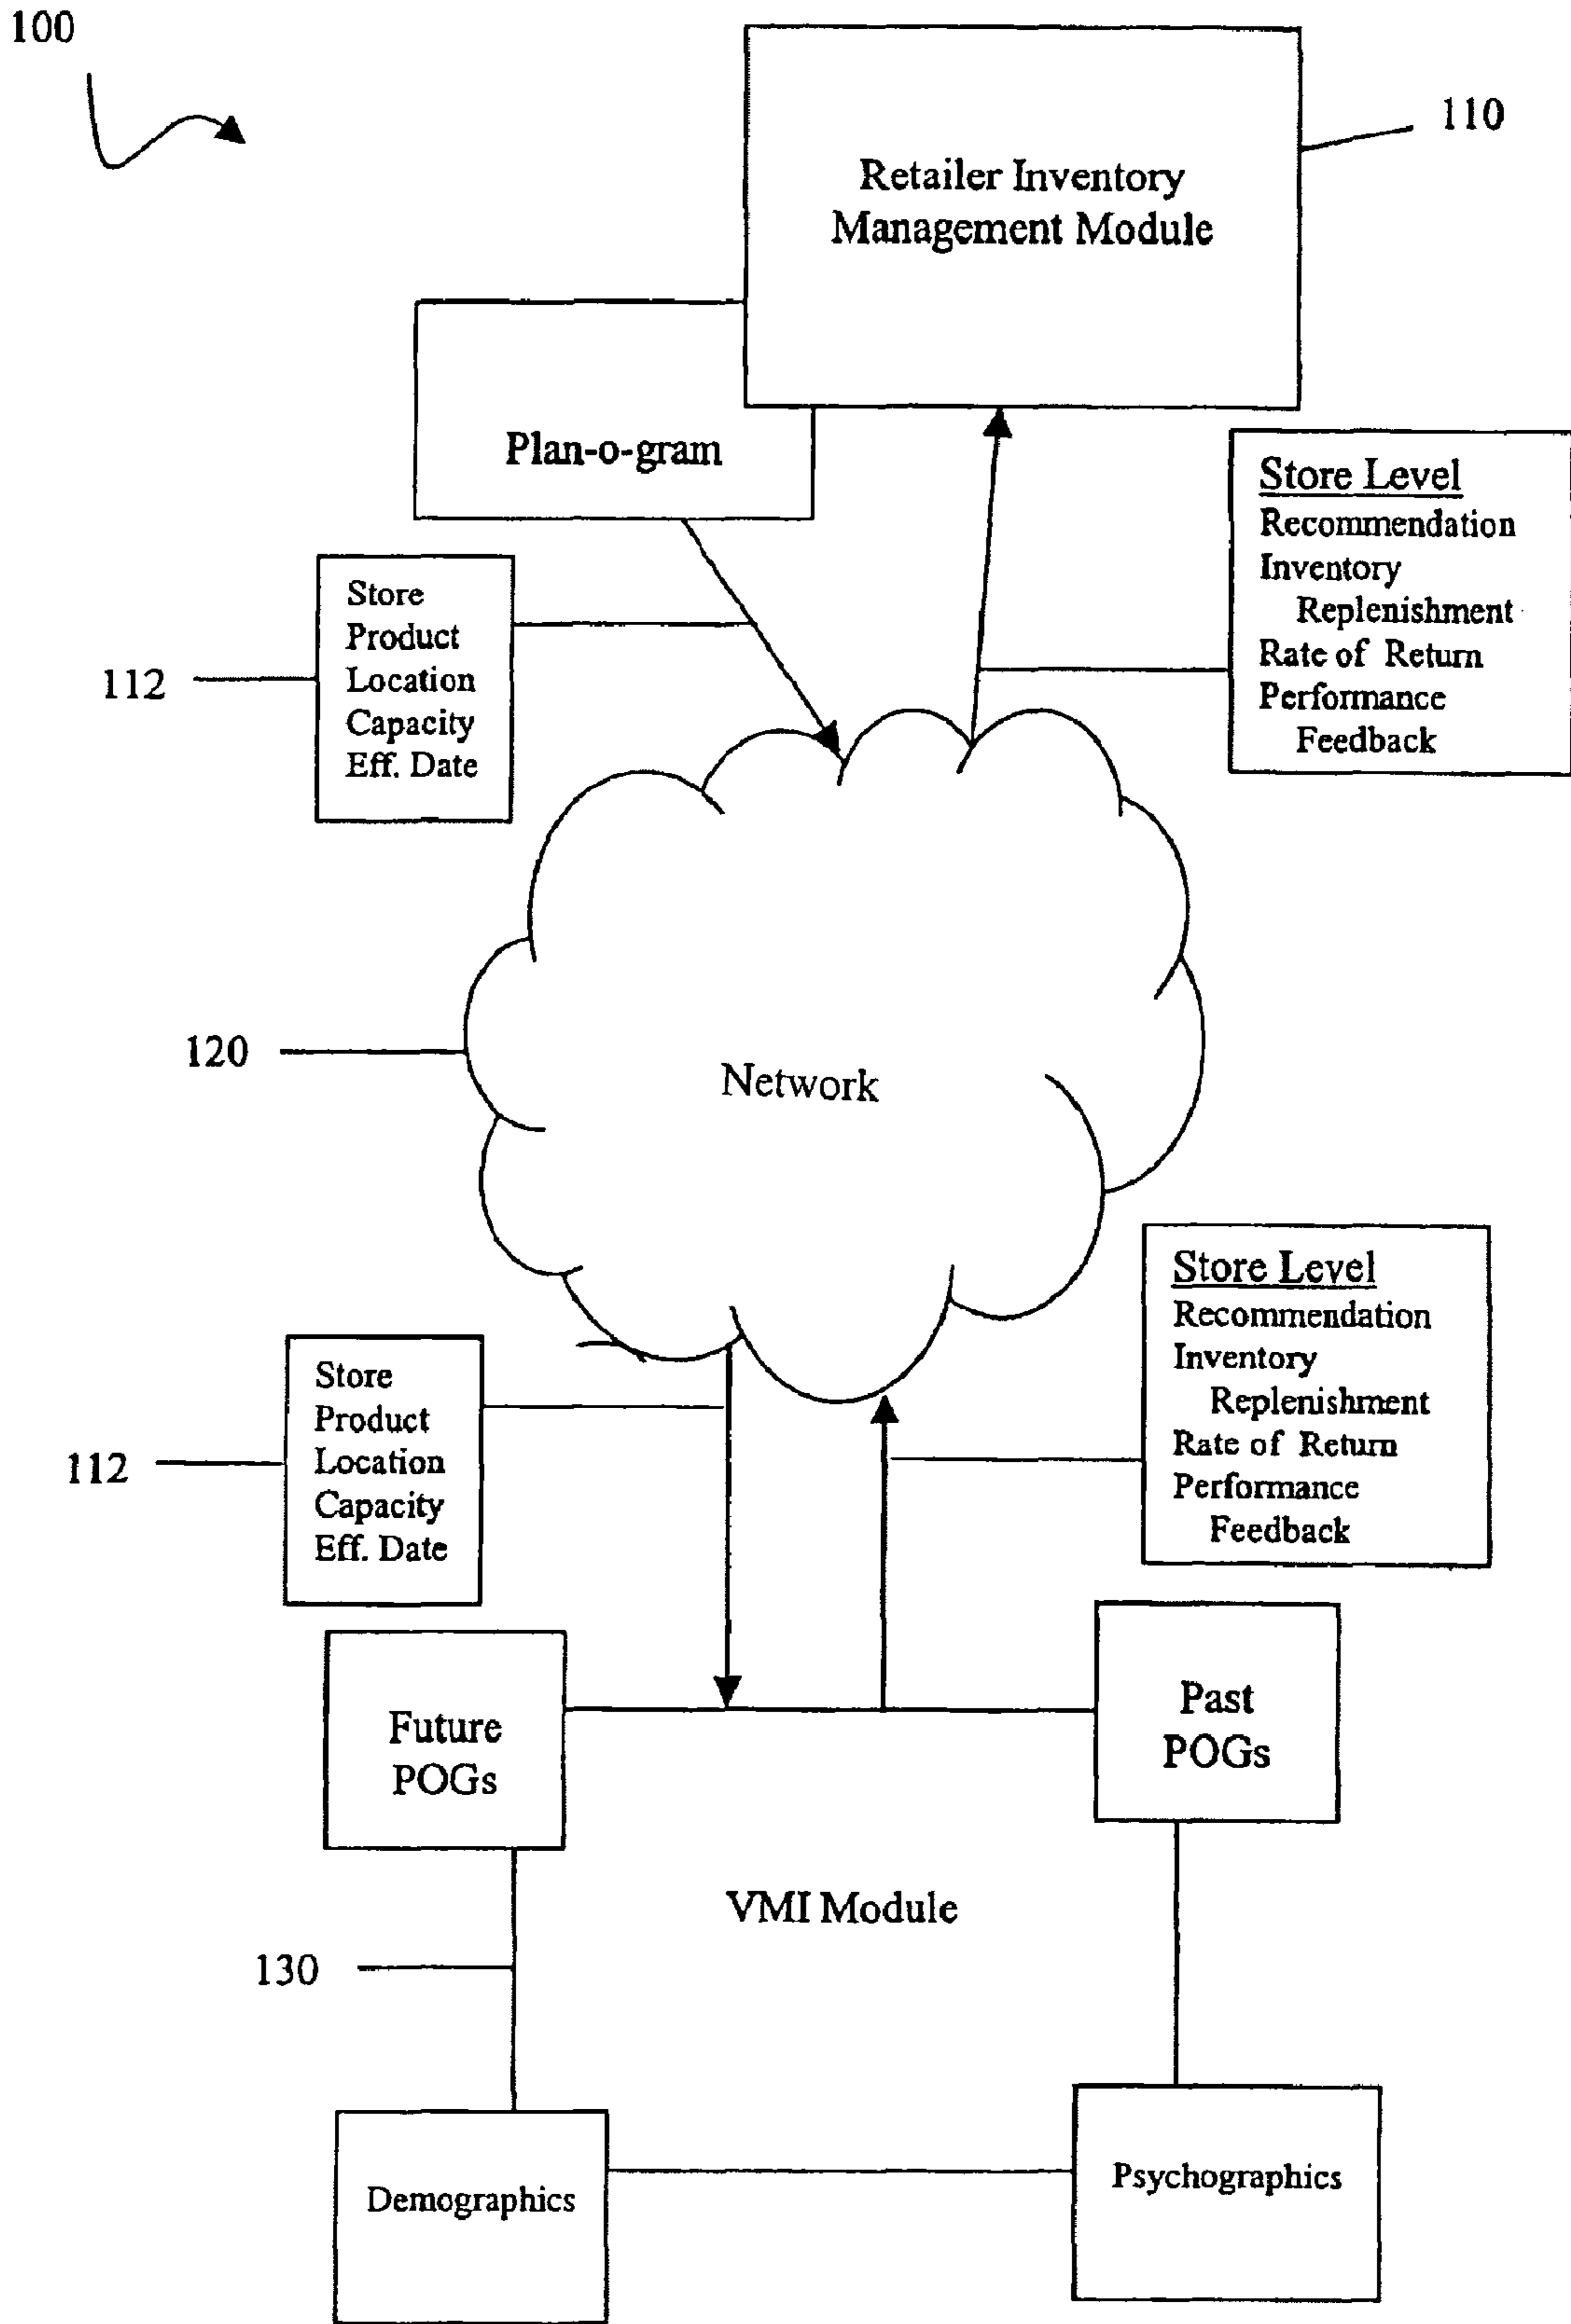 100
110
Retailer Inventory
Management Module
Plan-o-gram
Store Level
Recommendation
Inventory
Replenishment
Rate of Return
Performance
Feedback
112
Store
Product
Location
Capacity
Eff. Date
120
Network
Store Level
Recommendation
Inventory
Replenishment
Rate of Return
Performance
Feedback
112
Store
Product
Location
Capacity
Eff. Date
Future
POGs
Past
POGs
VMI Module
130
Demographics
Psychographics